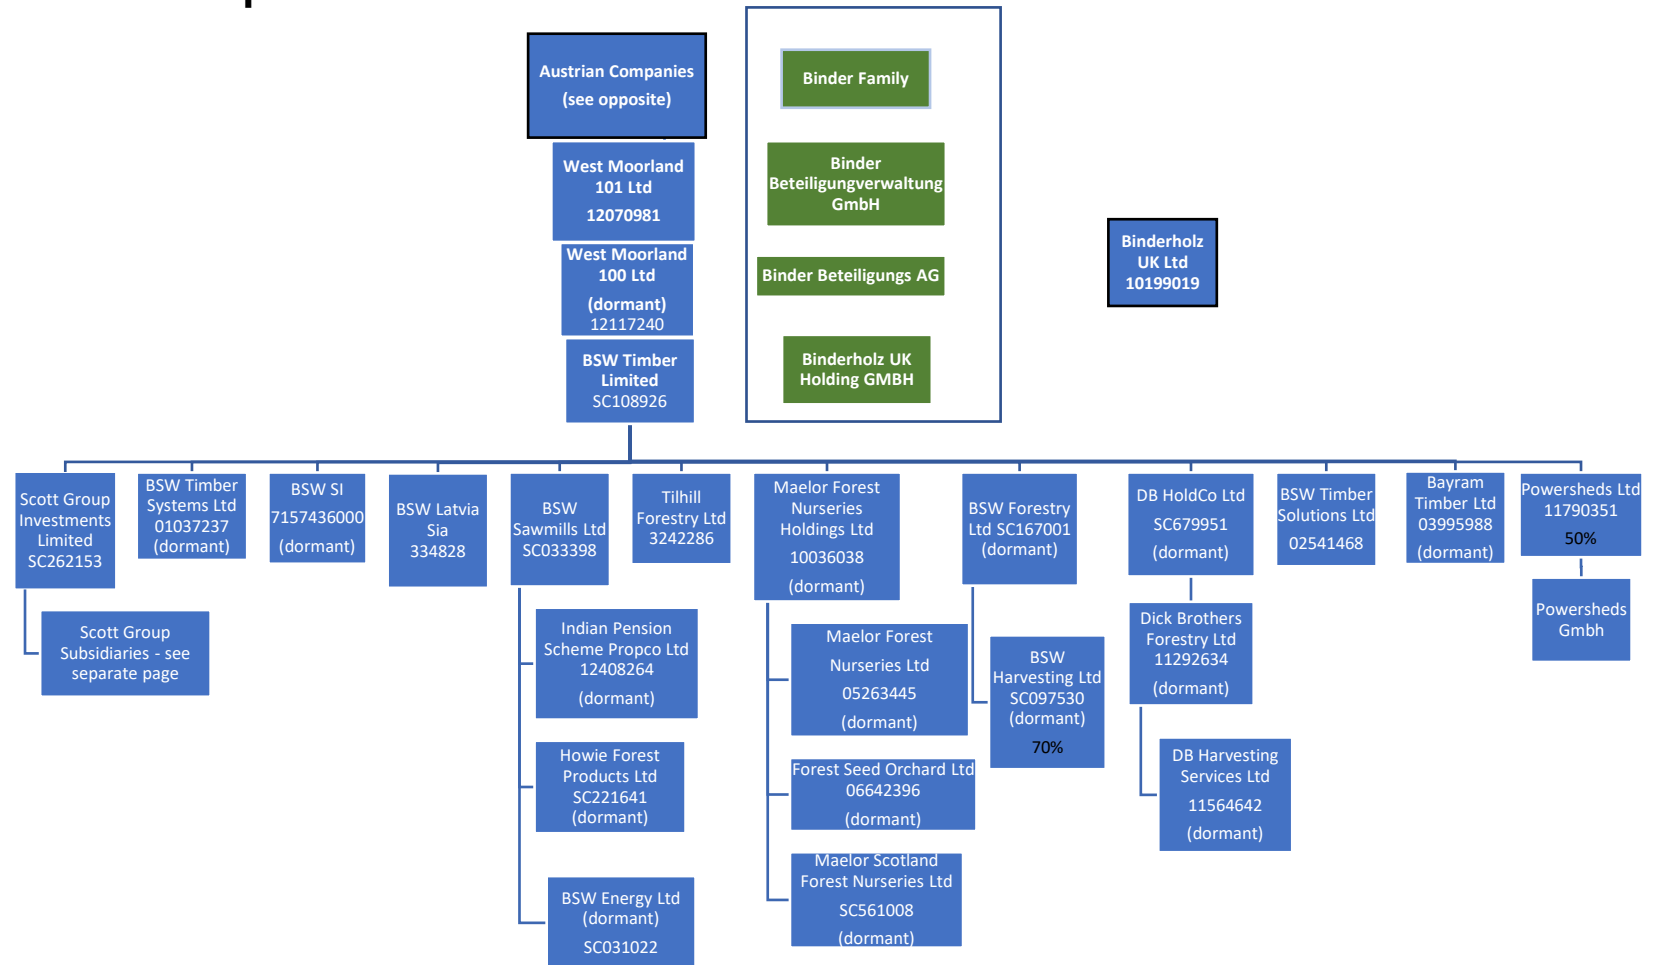 Austrian Companies
(see opposite)
West Moorland
101 Ltd
12070981
West Moorland
100 Ltd
(dormant)
12117240
BSW Timber
Limited
SC108926
Binder Family
Binder
Beteiligungverwaltung
GmbH
Binder Beteiligungs AG
Binderholz UK
Holding GMBH
Binderholz
UK Ltd
10199019
Scott Group
Investments
Limited
SC262153
Scott Group
Subsidiaries - see
separate page
BSW Timber
Systems Ltd
01037237
(dormant)
BSW SI
7157436000
(dormant)
BSW Latvia
Sia
334828
BSW
Sawmills Ltd
SC033398
Indian Pension
Scheme Propco Ltd
12408264
(dormant)
Howie Forest
Products Ltd
SC221641
(dormant)
BSW Energy Ltd
(dormant)
SC031022
Tilhill
Forestry Ltd
3242286
Maelor Forest
Nurseries
Holdings Ltd
10036038
(dormant)
Maelor Forest
Nurseries Ltd
05263445
(dormant)
Forest Seed Orchard Ltd
06642396
(dormant)
Maelor Scotland
Forest Nurseries Ltd
SC561008
(dormant)
BSW Forestry
Ltd SC167001
(dormant)
BSW
Harvesting Ltd
SC097530
(dormant)
70%
DB HoldCo Ltd
SC679951
(dormant)
Dick Brothers
Forestry Ltd
11292634
(dormant)
DB Harvesting
Services Ltd
11564642
(dormant)
BSW Timber
Solutions Ltd
02541468
Bayram
Timber Ltd
03995988
(dormant)
Powersheds Ltd
11790351
50%
Powersheds
Gmbh